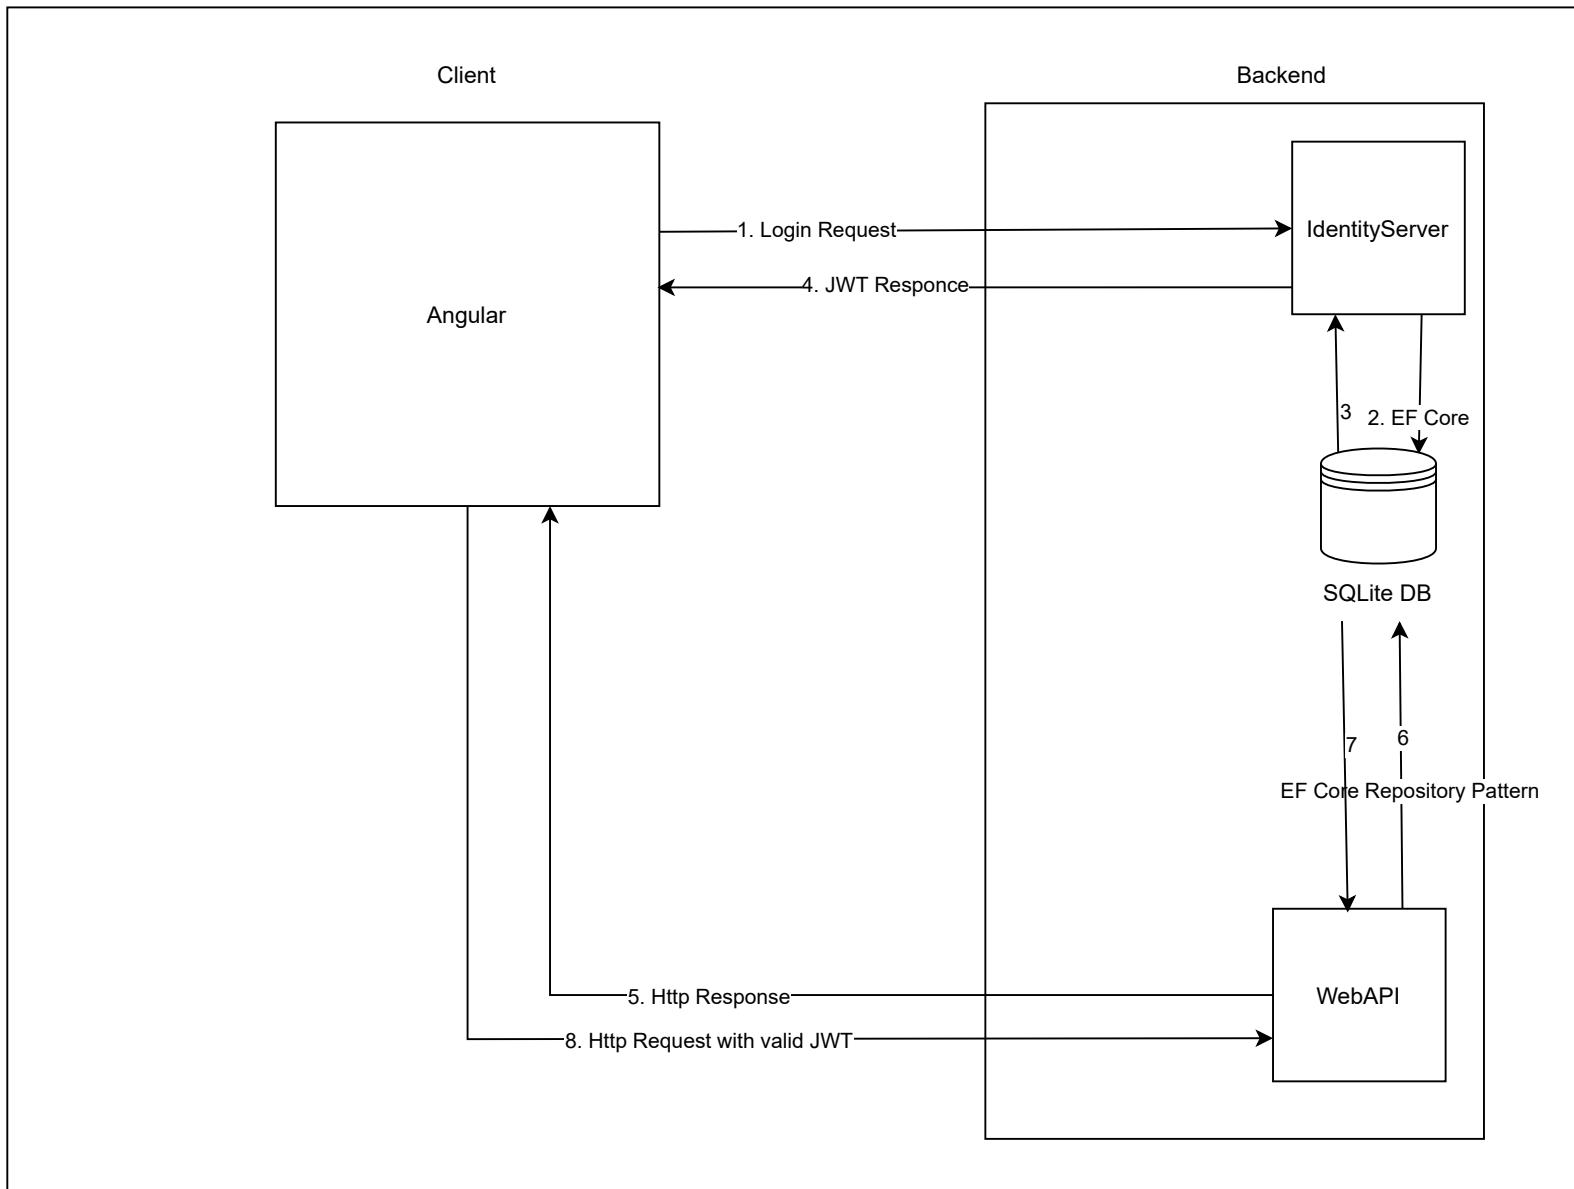 Client
Backend
Angular
1. Login Request
IdentityServer
4. JWT Responce
3
2. EF Core
SQLite DB
7
6
EF Core Repository Pattern
5. Http Response
WebAPI
8. Http Request with valid JWT